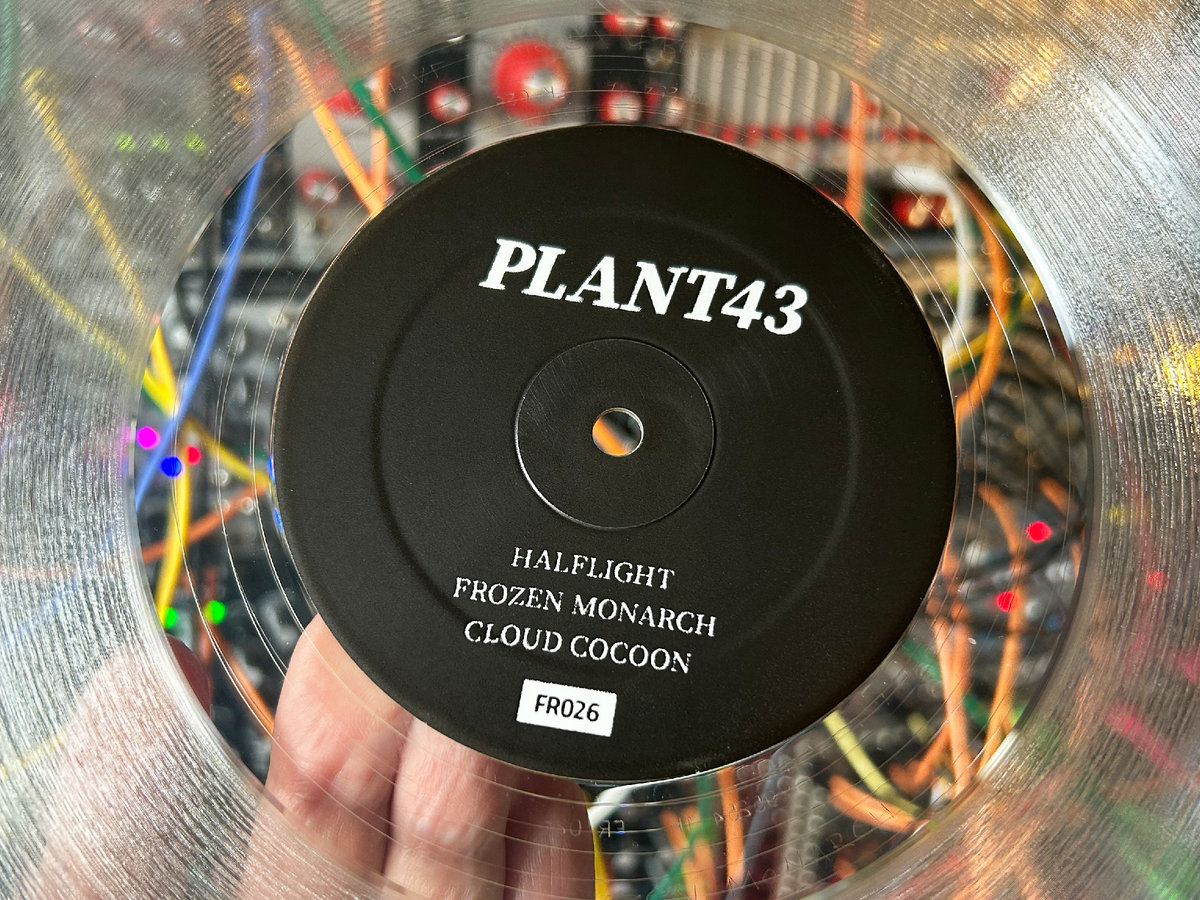 PLANT43
HALFLIGHT
FROZEN MONARCH
CLOUD COCOON
FR026